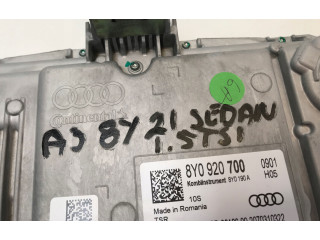 Continental
A3 8Y 21 SEDAN
1.5TSI
8Y0 920 700
Kombiinstrument 8Y0 190 A
0901
H05
10S
Made in Romania
TSR